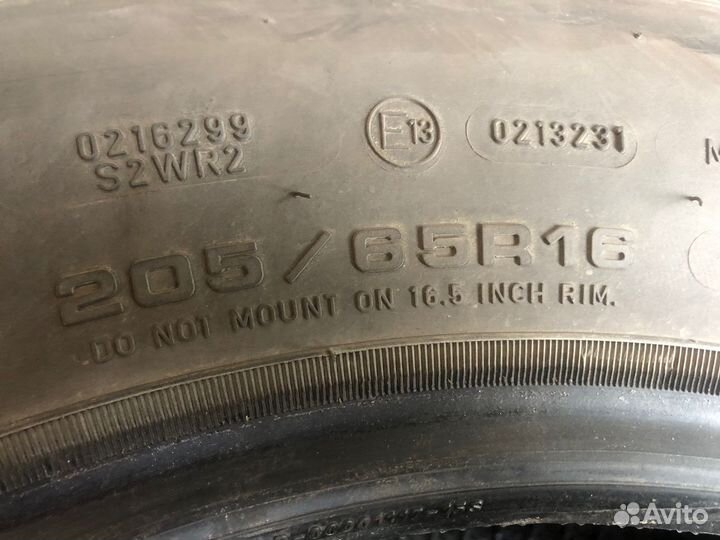 0216299
S2WR2
E13
0213231
M
205/65R16
DO NOT MOUNT ON 16.5 INCH RIM.
Avito